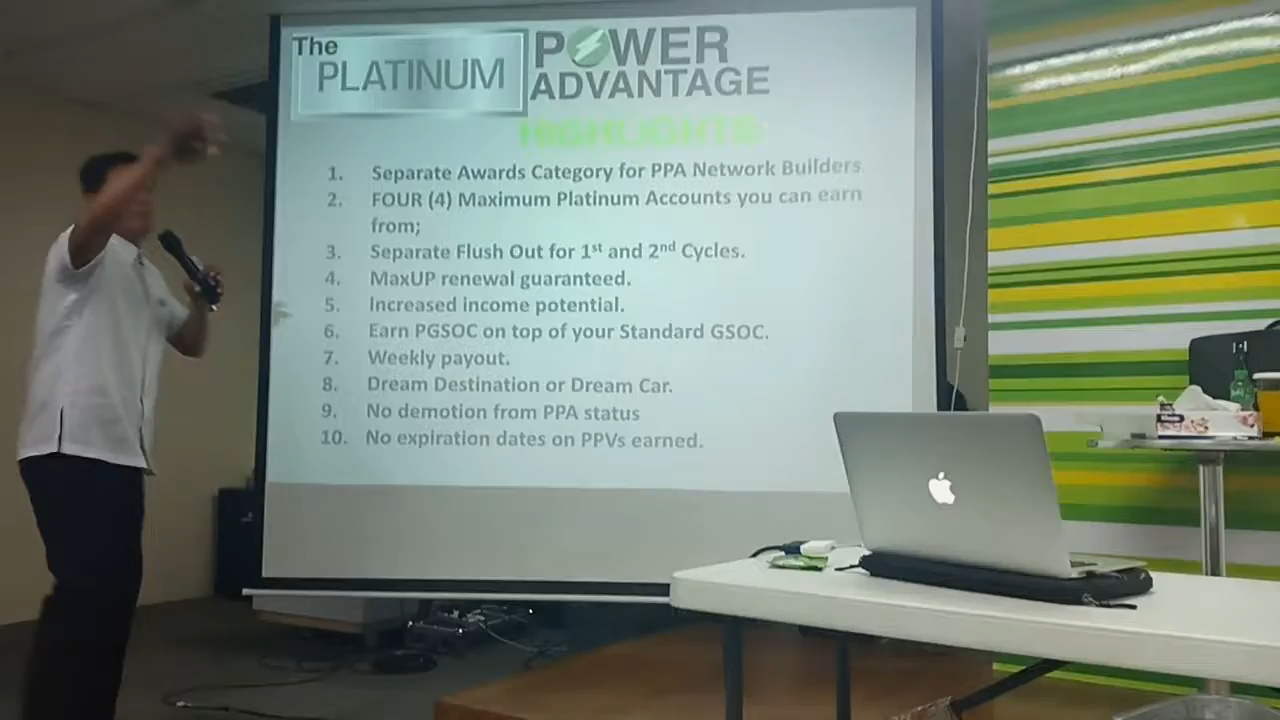 The
PLATINUM
POWER
ADVANTAGE
HIGHLIGHTS
1. Separate Awards Category for PPA Network Builders
2. FOUR (4) Maximum Platinum Accounts you can earn
from;
3. Separate Flush Out for 1st and 2nd Cycles.
4. MaxUP renewal guaranteed.
5. Increased income potential.
6. Earn PGSOC on top of your Standard GSOC.
7. Weekly payout.
8. Dream Destination or Dream Car.
9. No demotion from PPA status
10. No expiration dates on PPVs earned.